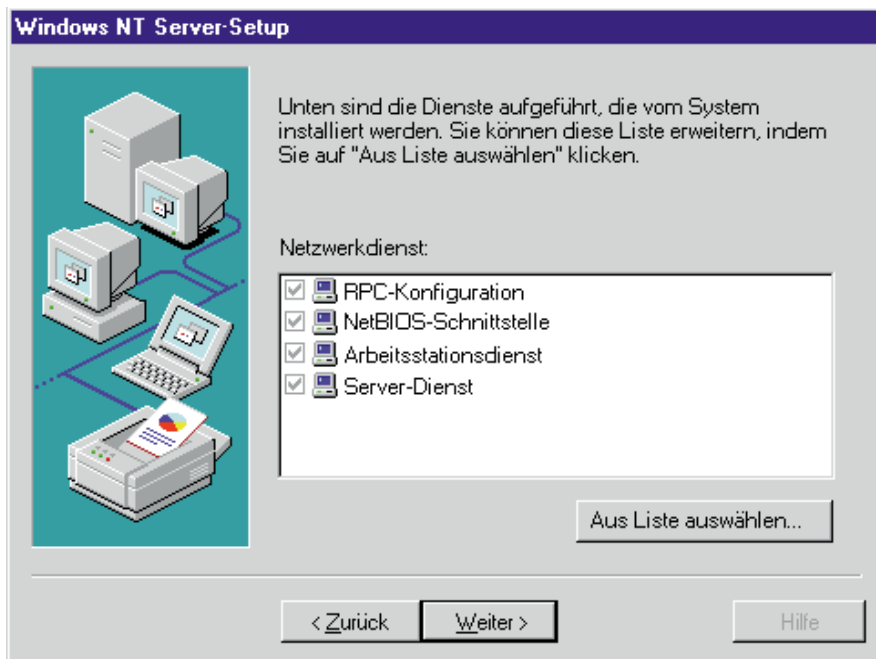 Windows NT Server-Setup
Unten sind die Dienste aufgeführt, die vom System
installiert werden. Sie können diese Liste erweitern, indem
Sie auf "Aus Liste auswählen" klicken.
Netzwerkdienst:
RPC-Konfiguration
NetBIOS-Schnittstelle
Arbeitsstationsdienst
Server-Dienst
Aus Liste auswählen...
< Zurück
Weiter >
Hilfe